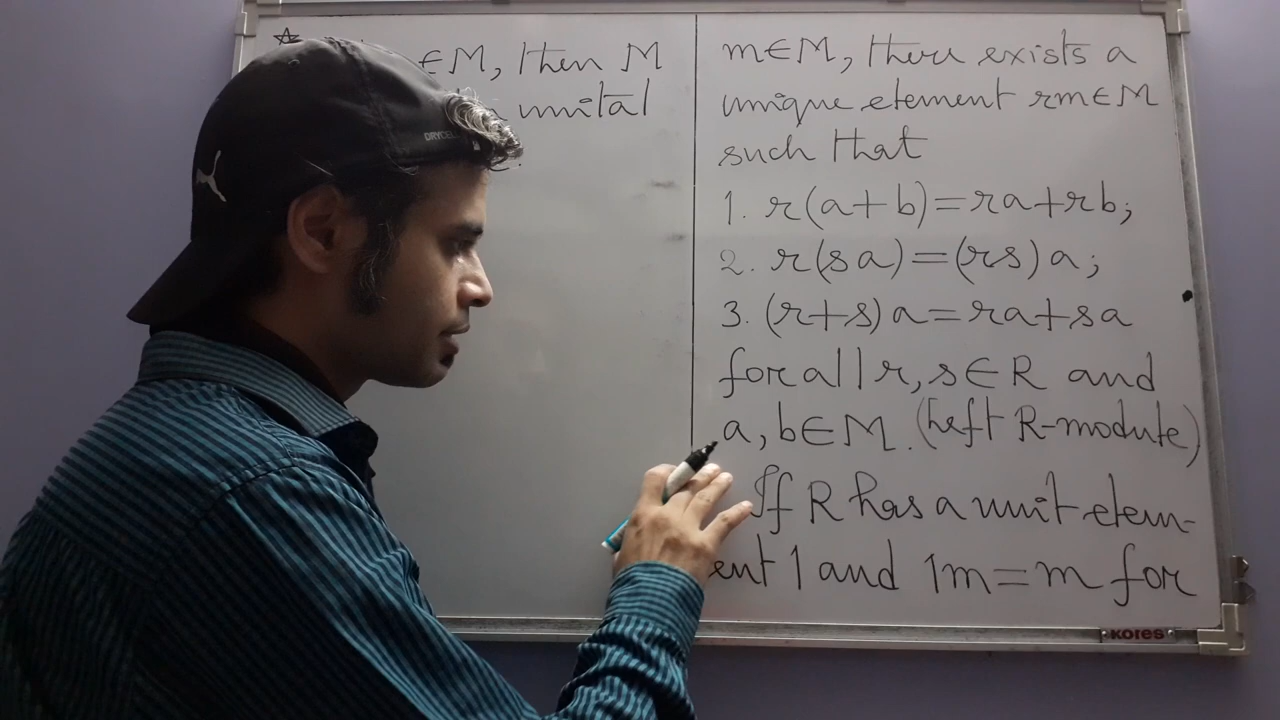 ∈M, then M
unital
m∈M, there exists a
unique element rm∈M
such that
1. r(a+b)=ra+rb;
2. r(sa)=(rs)a;
3. (r+s)a=ra+sa
for all r, s∈R and
a, b∈M. (Left R-module)
If R has a unit elem-
ent 1 and 1m=m for
DRYCELL
KORES